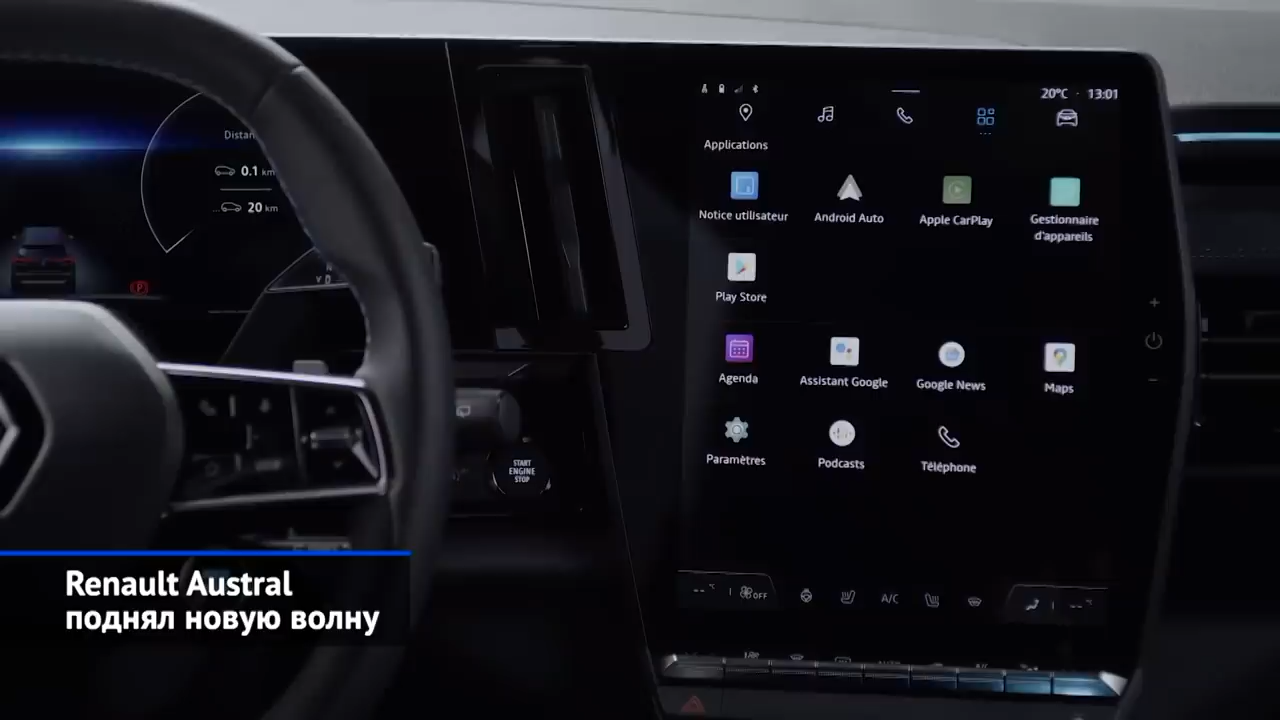 Distan
0.1 km
20 km
P
20°C · 13:01
Applications
Notice utilisateur
Android Auto
Apple CarPlay
Gestionnaire
d'appareils
Play Store
Agenda
Assistant Google
Google News
Maps
Paramètres
Podcasts
Téléphone
START
ENGINE
STOP
OFF
A/C
Renault Austral
поднял новую волну